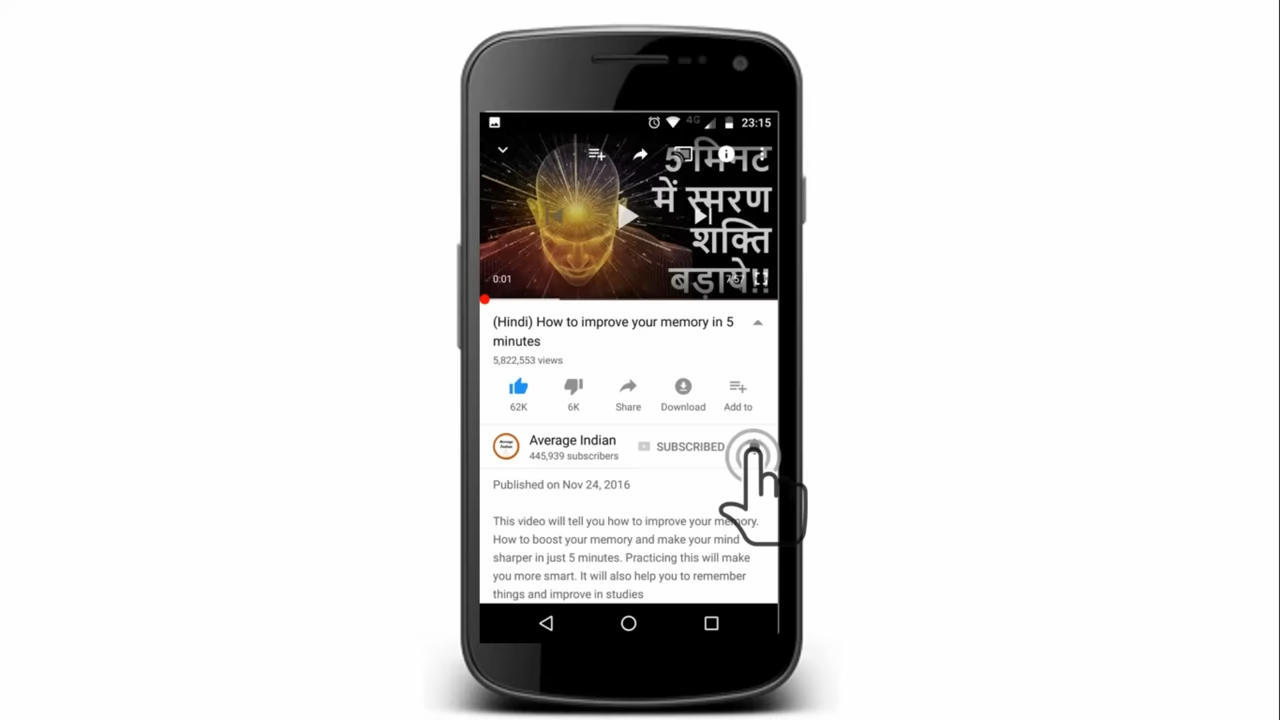 4G 23:15
5 मिनट
में स्मरण
शक्ति
बड़ाये!!
0:01 7:57
(Hindi) How to improve your memory in 5
minutes
5,822,553 views
62K 6K Share Download Add to
Average Indian SUBSCRIBED
445,939 subscribers
Published on Nov 24, 2016
This video will tell you how to improve your memory.
How to boost your memory and make your mind
sharper in just 5 minutes. Practicing this will make
you more smart. It will also help you to remember
things and improve in studies